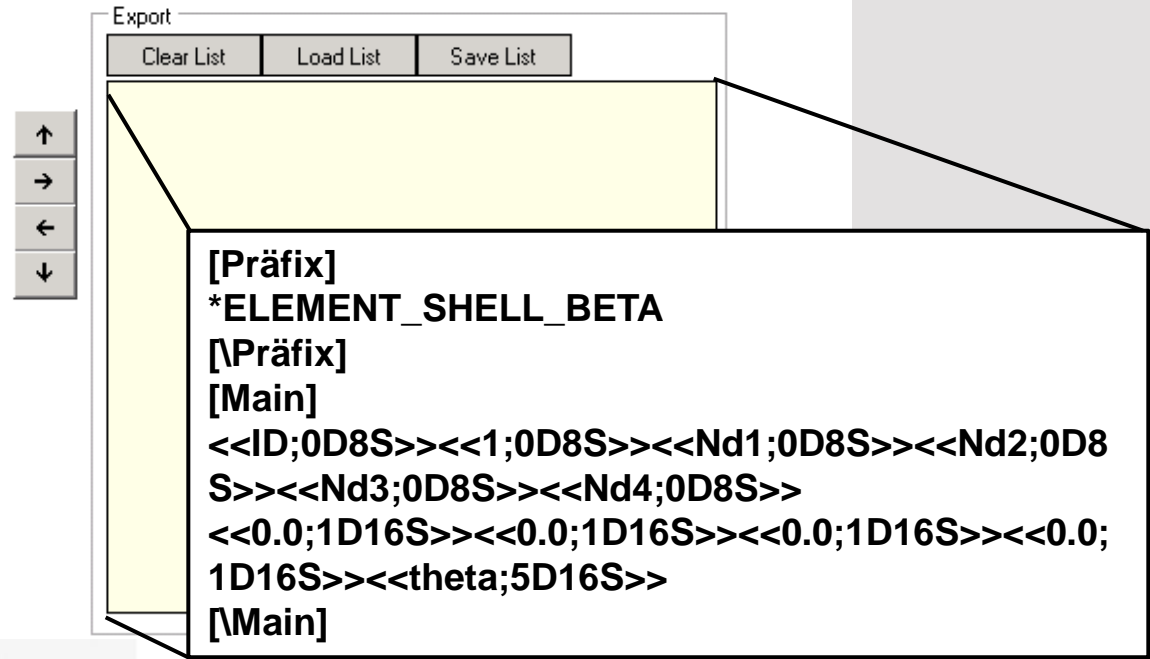 Export
Clear List Load List Save List
[Präfix]
*ELEMENT_SHELL_BETA
[\Präfix]
[Main]
<<ID;0D8S>><<1;0D8S>><<Nd1;0D8S>><<Nd2;0D8
S>><<Nd3;0D8S>><<Nd4;0D8S>>
<<0.0;1D16S>><<0.0;1D16S>><<0.0;1D16S>><<0.0;
1D16S>><<theta;5D16S>>
[\Main]